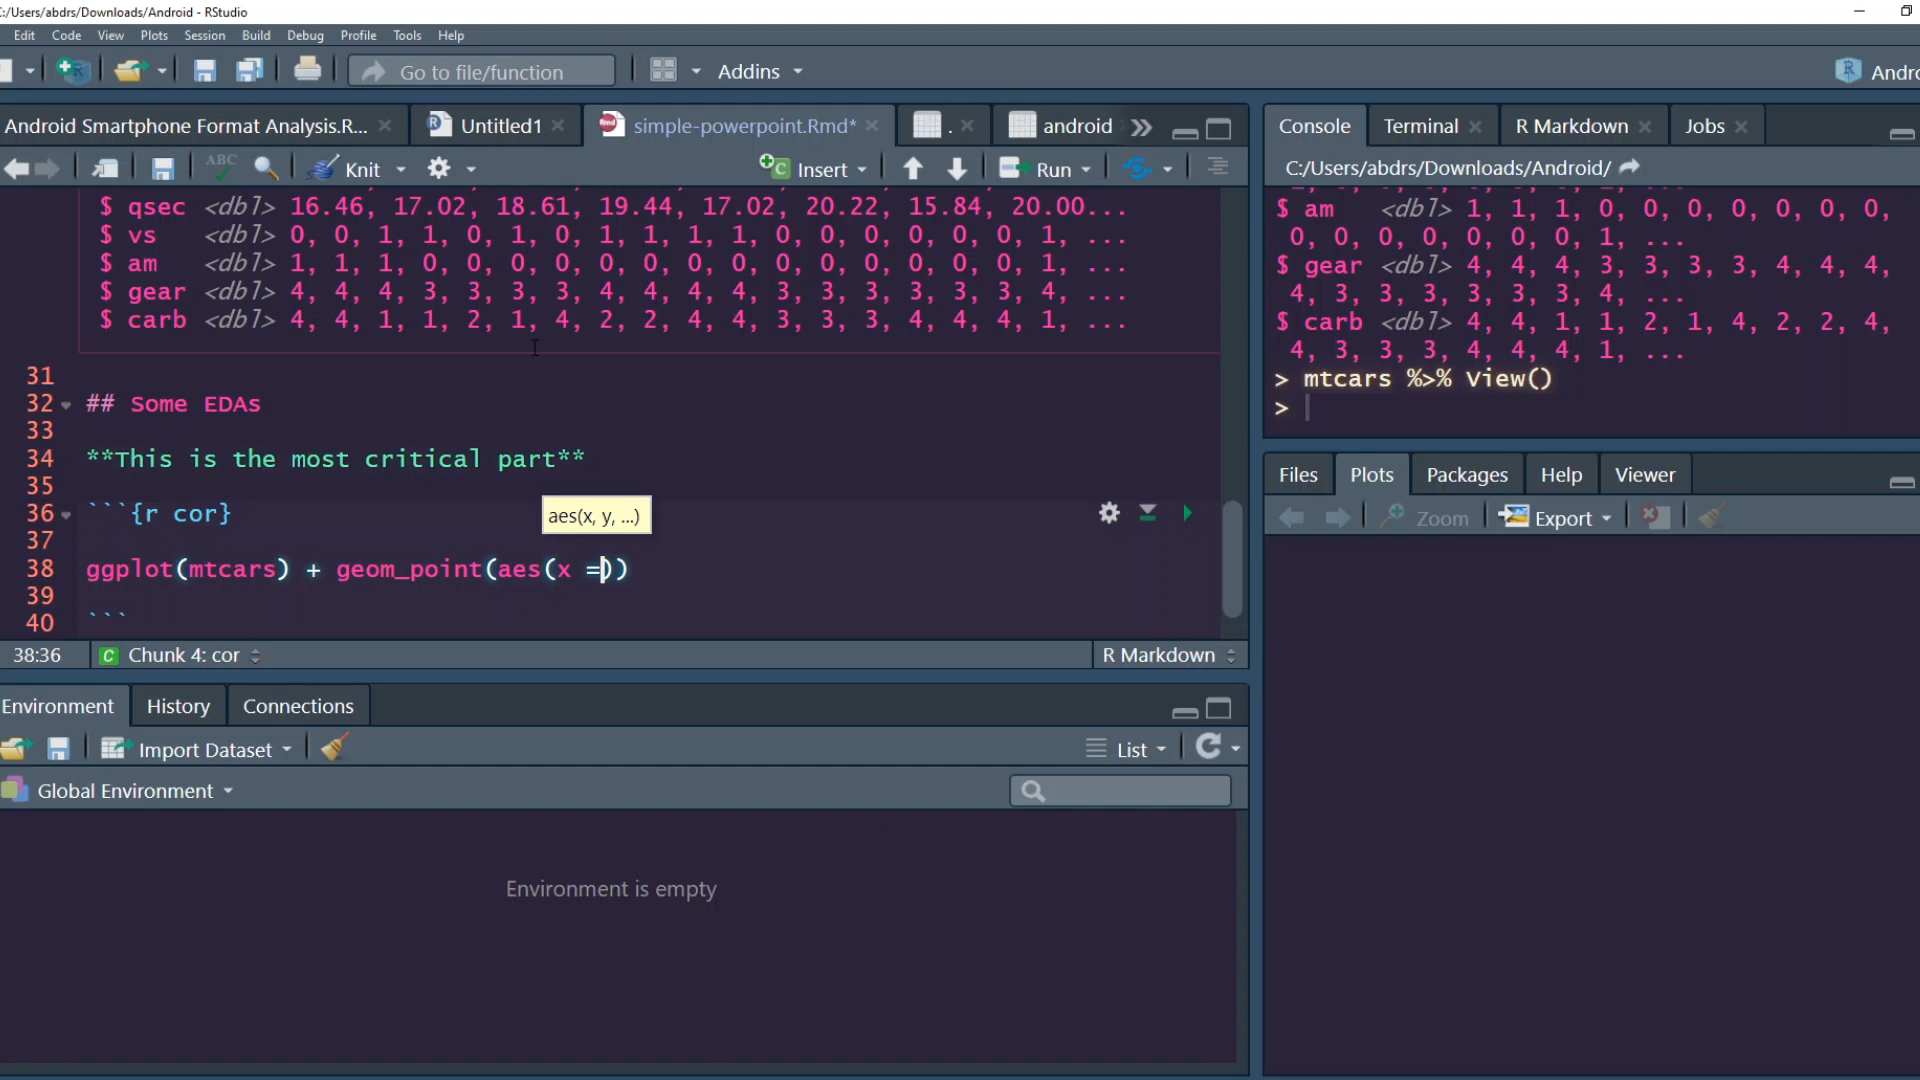 C:/Users/abdrs/Downloads/Android - RStudio
Edit Code View Plots Session Build Debug Profile Tools Help
Go to file/function Addins Andro
Android Smartphone Format Analysis.R... Untitled1 simple-powerpoint.Rmd* . android
ABC Knit Insert Run
$ qsec <dbl> 16.46, 17.02, 18.61, 19.44, 17.02, 20.22, 15.84, 20.00...
$ vs <dbl> 0, 0, 1, 1, 0, 1, 0, 1, 1, 1, 1, 0, 0, 0, 0, 0, 0, 1, ...
$ am <dbl> 1, 1, 1, 0, 0, 0, 0, 0, 0, 0, 0, 0, 0, 0, 0, 0, 0, 1, ...
$ gear <dbl> 4, 4, 4, 3, 3, 3, 3, 4, 4, 4, 4, 3, 3, 3, 3, 3, 3, 4, ...
$ carb <dbl> 4, 4, 1, 1, 2, 1, 4, 2, 2, 4, 4, 3, 3, 3, 4, 4, 4, 1, ...
31
32 ## Some EDAs
33
34 **This is the most critical part**
35
36 ```{r cor}
aes(x, y, ...)
37
38 ggplot(mtcars) + geom_point(aes(x =))
39
40 ```
38:36 C Chunk 4: cor R Markdown
Environment History Connections
Import Dataset List
Global Environment
Environment is empty
Console Terminal R Markdown Jobs
C:/Users/abdrs/Downloads/Android/
$ am <dbl> 1, 1, 1, 0, 0, 0, 0, 0, 0, 0,
0, 0, 0, 0, 0, 0, 0, 1, ...
$ gear <dbl> 4, 4, 4, 3, 3, 3, 3, 4, 4, 4,
4, 3, 3, 3, 3, 3, 3, 4, ...
$ carb <dbl> 4, 4, 1, 1, 2, 1, 4, 2, 2, 4,
4, 3, 3, 3, 4, 4, 4, 1, ...
> mtcars %>% View()
>
Files Plots Packages Help Viewer
Zoom Export